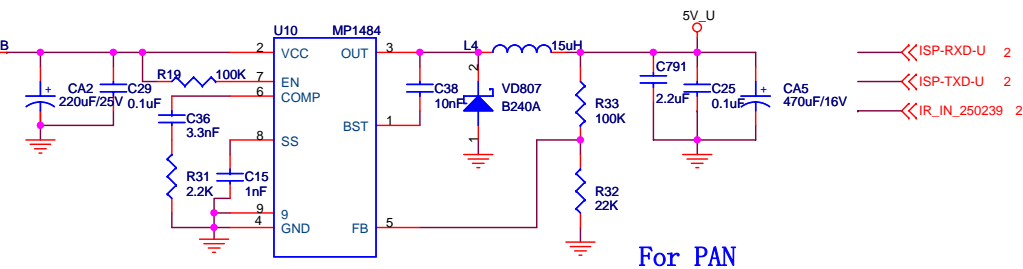 5V_U
U10 MP1484
B
2 VCC OUT 3
L4 15uH
ISP-RXD-U 2
R19 100K
7 EN
CA2
220uF/25V
C29
0.1uF
6 COMP
C38
10nF
2
VD807
B240A
1
C791
2.2uF
C25
0.1uF
CA5
470uF/16V
ISP-TXD-U 2
IR_IN_250239 2
R33
100K
C36
3.3nF
BST 1
8 SS
R31
2.2K
C15
1nF
R32
22K
9 9
4 GND
FB 5
For PAN